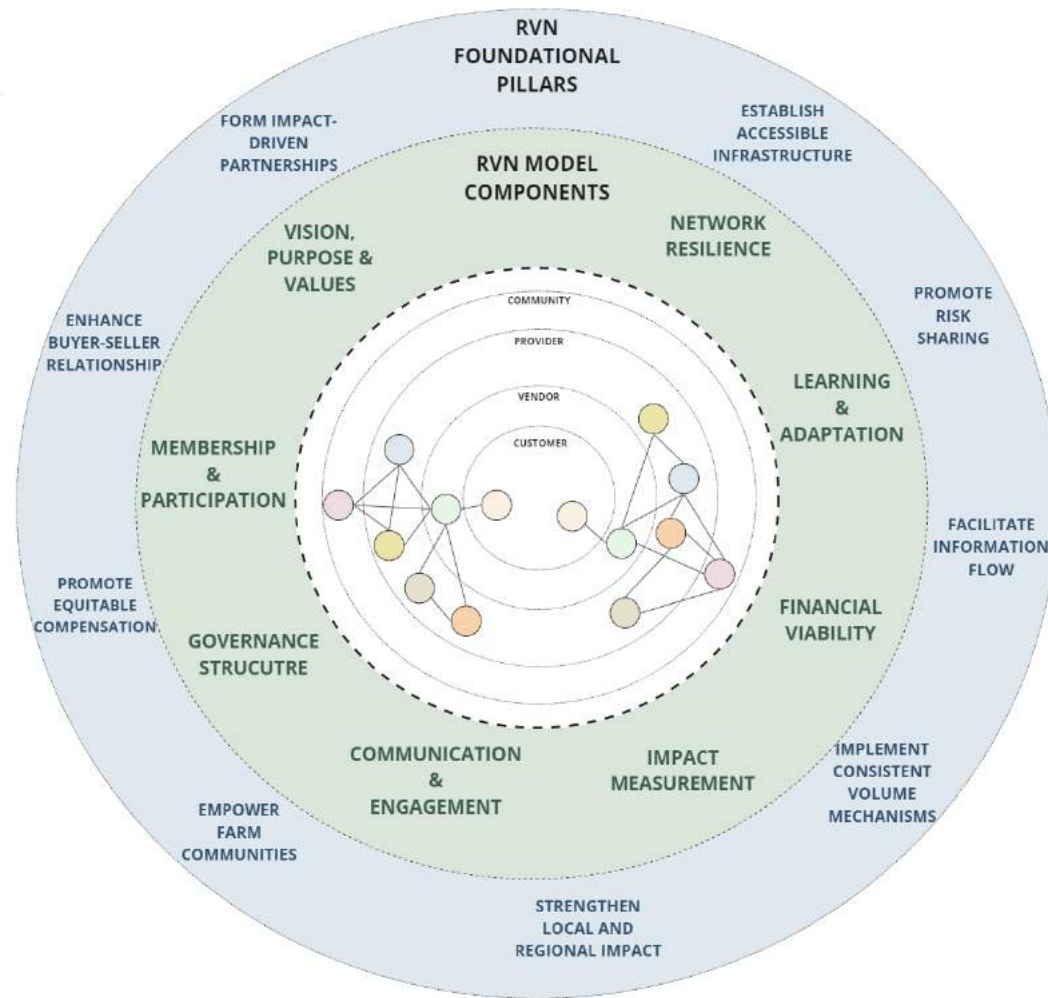 RVN
FOUNDATIONAL
PILLARS
FORM IMPACT-
DRIVEN
PARTNERSHIPS
ESTABLISH
ACCESSIBLE
INFRASTRUCTURE
PROMOTE
RISK
SHARING
FACILITATE
INFORMATION
FLOW
IMPLEMENT
CONSISTENT
VOLUME
MECHANISMS
STRENGTHEN
LOCAL AND
REGIONAL IMPACT
EMPOWER
FARM
COMMUNITIES
PROMOTE
EQUITABLE
COMPENSATION
ENHANCE
BUYER-SELLER
RELATIONSHIP
RVN MODEL
COMPONENTS
VISION,
PURPOSE &
VALUES
NETWORK
RESILIENCE
LEARNING
&
ADAPTATION
FINANCIAL
VIABILITY
IMPACT
MEASUREMENT
COMMUNICATION
&
ENGAGEMENT
GOVERNANCE
STRUCUTRE
MEMBERSHIP
&
PARTICIPATION
COMMUNITY
PROVIDER
VENDOR
CUSTOMER